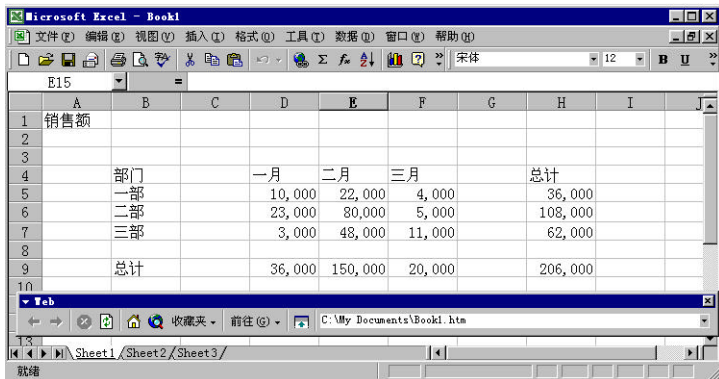 Microsoft Excel - Book1
文件(F) 编辑(E) 视图(V) 插入(I) 格式(O) 工具(T) 数据(D) 窗口(W) 帮助(H)
宋体 12 B U
E15 =
A B C D E F G H I J
1 销售额
2
3
4 部门 一月 二月 三月 总计
5 一部 10,000 22,000 4,000 36,000
6 二部 23,000 80,000 5,000 108,000
7 三部 3,000 48,000 11,000 62,000
8
9 总计 36,000 150,000 20,000 206,000
10
Web
收藏夹 前往(G) C:\My Documents\Book1.htm
13
Sheet1 Sheet2 Sheet3
就绪